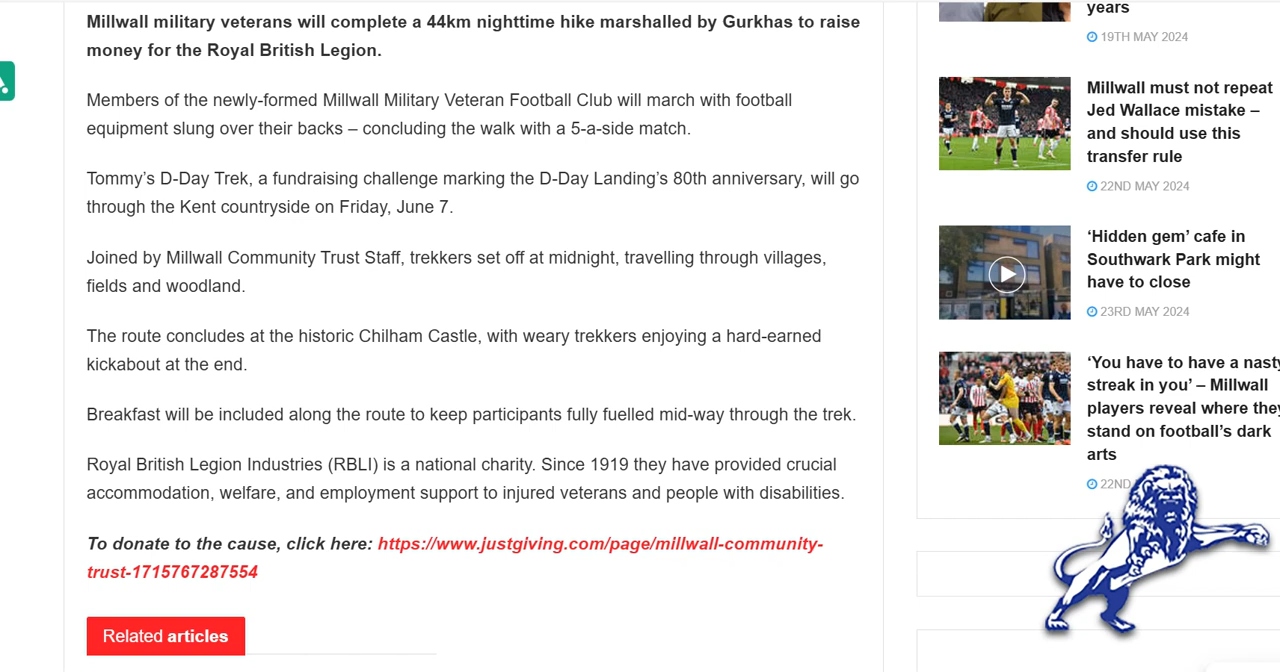 Millwall military veterans will complete a 44km nighttime hike marshalled by Gurkhas to raise
money for the Royal British Legion.
Members of the newly-formed Millwall Military Veteran Football Club will march with football
equipment slung over their backs – concluding the walk with a 5-a-side match.
Tommy’s D-Day Trek, a fundraising challenge marking the D-Day Landing’s 80th anniversary, will go
through the Kent countryside on Friday, June 7.
Joined by Millwall Community Trust Staff, trekkers set off at midnight, travelling through villages,
fields and woodland.
The route concludes at the historic Chilham Castle, with weary trekkers enjoying a hard-earned
kickabout at the end.
Breakfast will be included along the route to keep participants fully fuelled mid-way through the trek.
Royal British Legion Industries (RBLI) is a national charity. Since 1919 they have provided crucial
accommodation, welfare, and employment support to injured veterans and people with disabilities.
To donate to the cause, click here: https://www.justgiving.com/page/millwall-community-
trust-1715767287554
Related articles
years
19TH MAY 2024
Millwall must not repeat
Jed Wallace mistake –
and should use this
transfer rule
22ND MAY 2024
‘Hidden gem’ cafe in
Southwark Park might
have to close
23RD MAY 2024
‘You have to have a nasty
streak in you’ – Millwall
players reveal where they
stand on football’s dark
arts
22ND